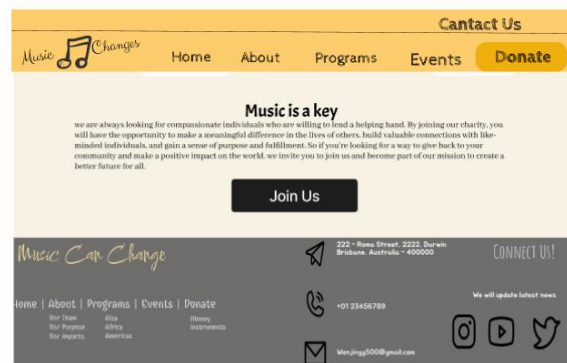 Cantact Us
Music Changes
Home About Programs Events Donate
Music is a key
we are always looking for compassionate individuals who are willing to lend a helping hand. By joining our charity, you
will have the opportunity to make a meaningful difference in the lives of others, build valuable connections with like-
minded individuals, and gain a sense of purpose and fulfillment. So if you're looking for a way to give back to your
community and make a positive impact on the world, we invite you to join us and become part of our mission to create a
better future for all.
Join Us
Music Can Change
222 - Roma Street, 2222, Darwin
Brisbane, Australia - 400000
Connect Us!
Home | About | Programs | Events | Donate
Our Team Asia Money
Our Purpose Africa Instruments
Our Impacts Americas
+01 23456789
We will update latest news
Wenjingg500@gmail.com